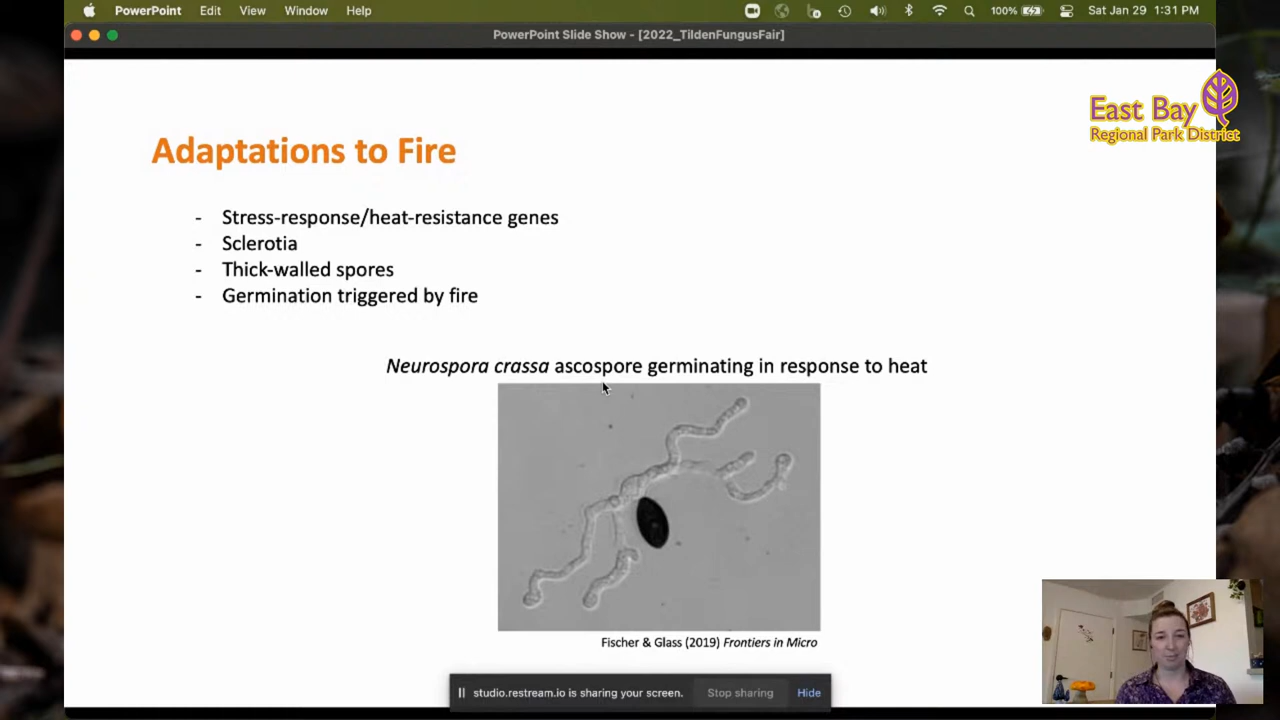 PowerPoint Edit View Window Help 100% Sat Jan 29 1:31 PM
PowerPoint Slide Show - [2022_TildenFungusFair]
East Bay
Regional Park District
Adaptations to Fire
- Stress-response/heat-resistance genes
- Sclerotia
- Thick-walled spores
- Germination triggered by fire
Neurospora crassa ascospore germinating in response to heat
Fischer & Glass (2019) Frontiers in Micro
studio.restream.io is sharing your screen. Stop sharing Hide